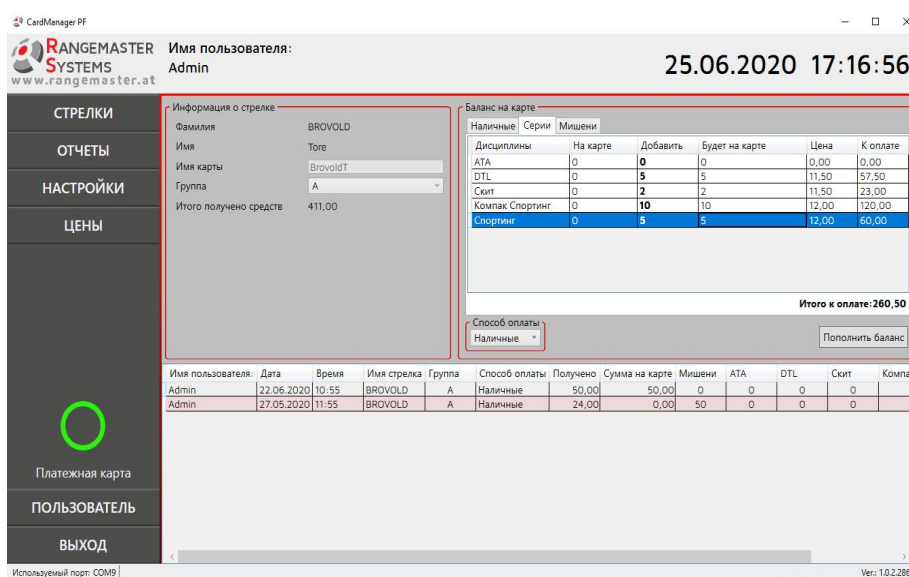 CardManager PF
RANGEMASTER
SYSTEMS
www.rangemaster.at
Имя пользователя:
Admin
25.06.2020 17:16:56
СТРЕЛКИ
ОТЧЕТЫ
НАСТРОЙКИ
ЦЕНЫ
Платежная карта
ПОЛЬЗОВАТЕЛЬ
ВЫХОД
Информация о стрелке
Фамилия BROVOLD
Имя Tore
Имя карты BrovoldT
Группа A
Итого получено средств 411,00
Баланс на карте
Наличные Серии Мишени
Дисциплины На карте Добавить Будет на карте Цена К оплате
ATA 0 0 0 0,00 0,00
DTL 0 5 5 11,50 57,50
Скит 0 2 2 11,50 23,00
Компак Спортинг 0 10 10 12,00 120,00
Спортинг 0 5 5 12,00 60,00
Итого к оплате:260,50
Способ оплаты
Наличные
Пополнить баланс
Имя пользователя: Дата Время Имя стрелка Группа Способ оплаты Получено Сумма на карте Мишени ATA DTL Скит Компа
Admin 22.06.2020 10:55 BROVOLD A Наличные 50,00 50,00 0 0 0 0
Admin 27.05.2020 11:55 BROVOLD A Наличные 24,00 0,00 50 0 0 0
Используемый порт: COM9
Ver.: 1.0.2.286